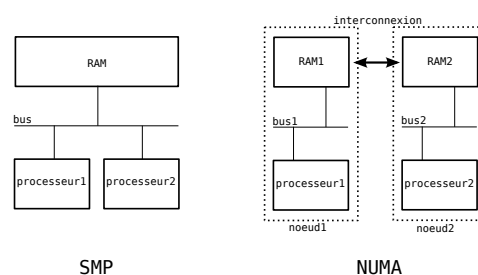 RAM
bus
processeur1
processeur2
SMP
interconnexion
RAM1
RAM2
bus1
bus2
processeur1
processeur2
noeud1
noeud2
NUMA